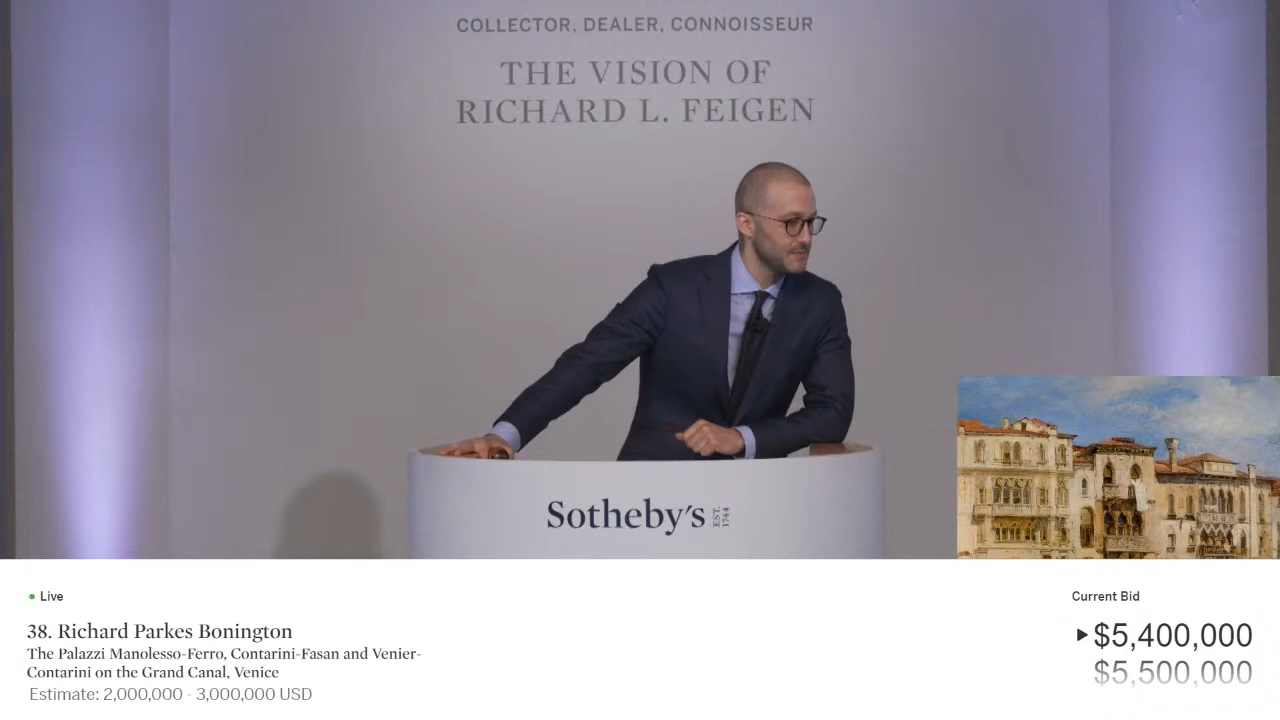 COLLECTOR, DEALER, CONNOISSEUR
THE VISION OF
RICHARD L. FEIGEN
Sotheby's EST. 1744
Live
38. Richard Parkes Bonington
The Palazzi Manolesso-Ferro, Contarini-Fasan and Venier-
Contarini on the Grand Canal, Venice
Estimate: 2,000,000 - 3,000,000 USD
Current Bid
$5,400,000
$5,500,000